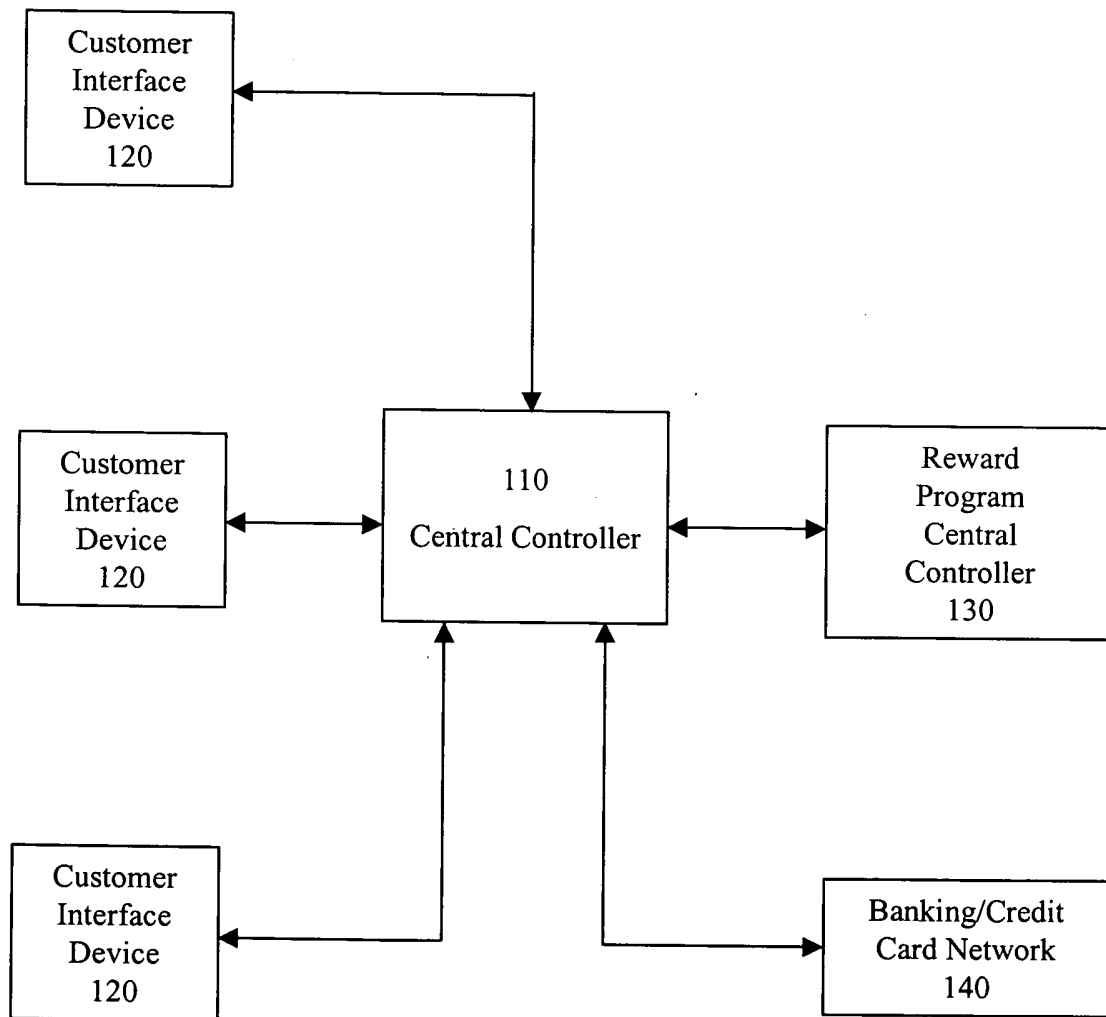 Customer
Interface
Device
120
Customer
Interface
Device
120
110
Central Controller
Reward
Program
Central
Controller
130
Customer
Interface
Device
120
Banking/Credit
Card Network
140